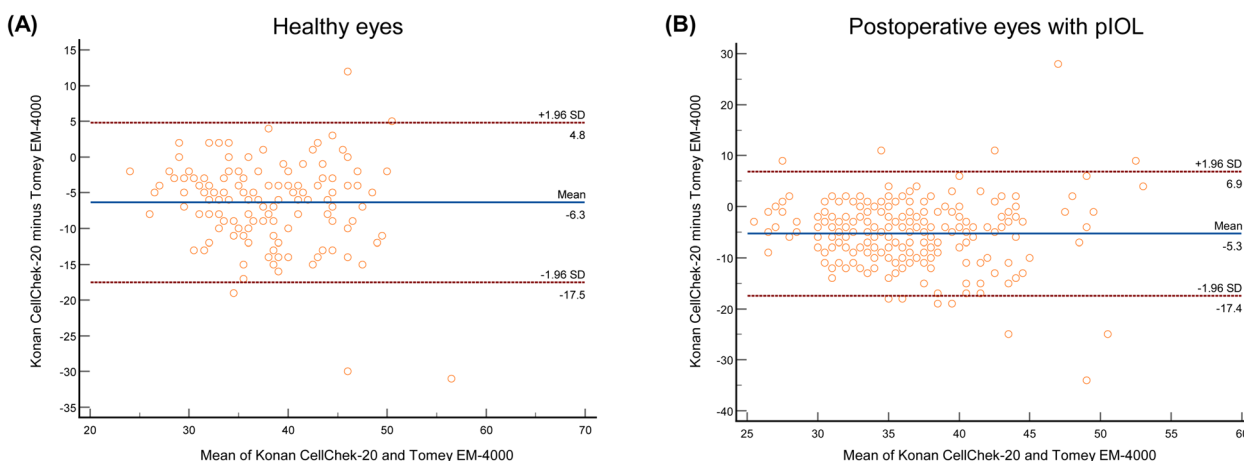 (A)
Healthy eyes
Konan CellChek-20 minus Tomey EM-4000
15
10
5
0
-5
-10
-15
-20
-25
-30
-35
+1.96 SD
4.8
Mean
-6.3
-1.96 SD
-17.5
20
30
40
50
60
70
Mean of Konan CellChek-20 and Tomey EM-4000
(B)
Postoperative eyes with pIOL
Konan CellChek-20 minus Tomey EM-4000
30
20
10
0
-10
-20
-30
-40
+1.96 SD
6.9
Mean
-5.3
-1.96 SD
-17.4
25
30
35
40
45
50
55
60
Mean of Konan CellChek-20 and Tomey EM-4000